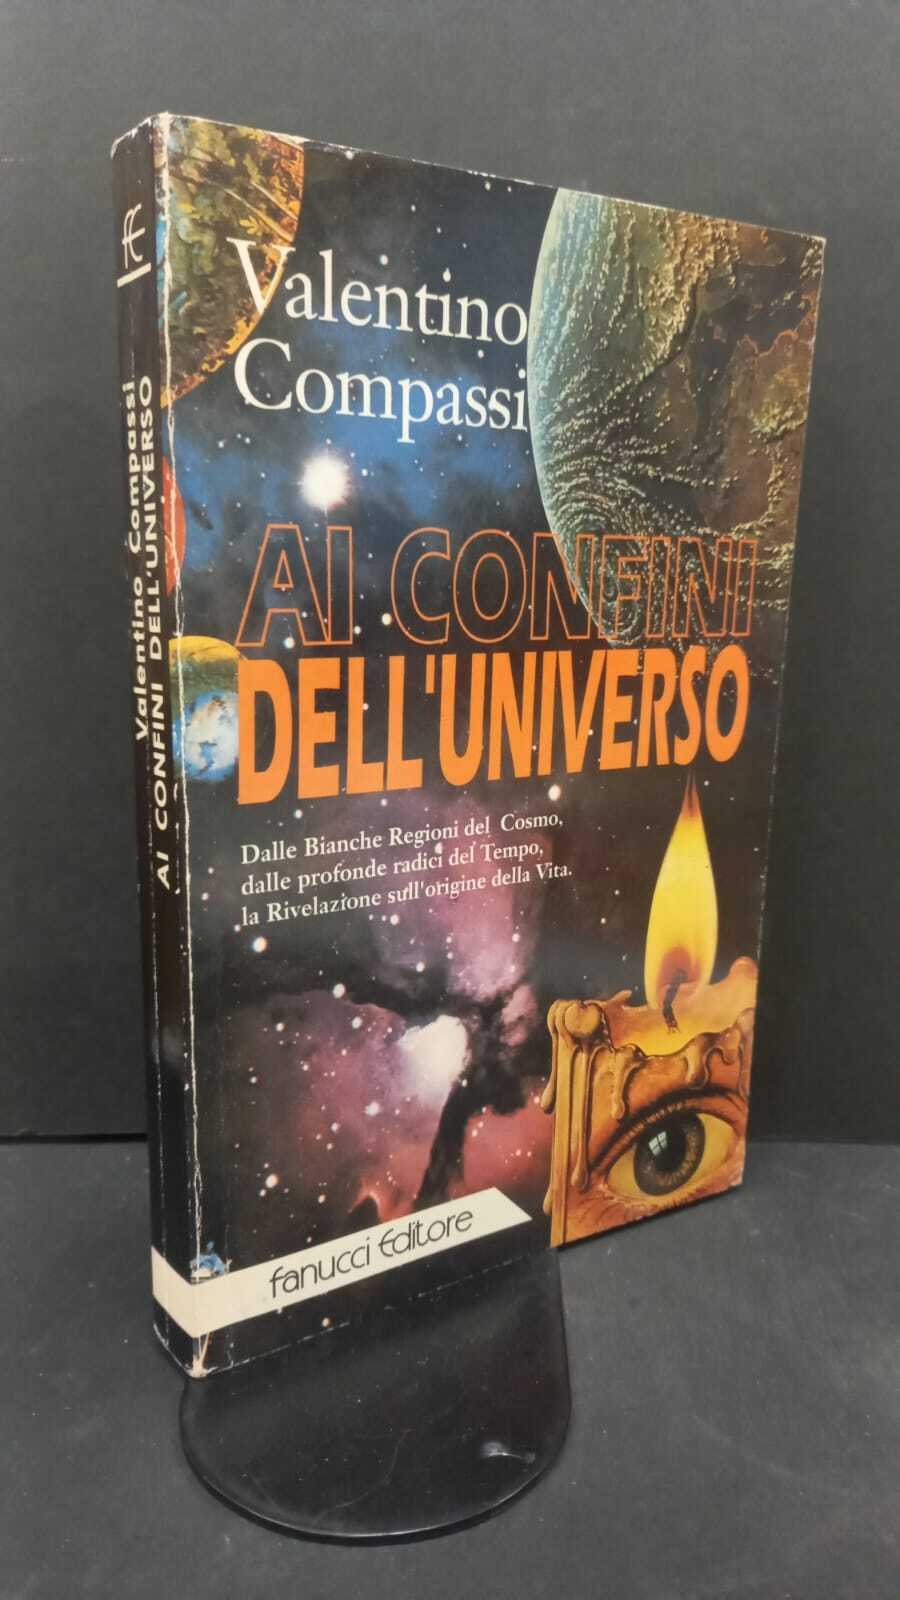 Valentino
Compassi
AI CONFINI
DELL'UNIVERSO
Dalle Bianche Regioni del Cosmo,
dalle profonde radici del Tempo,
la Rivelazione sull'origine della Vita.
fanucci Editore
Valentino Compassi
AI CONFINI DELL'UNIVERSO